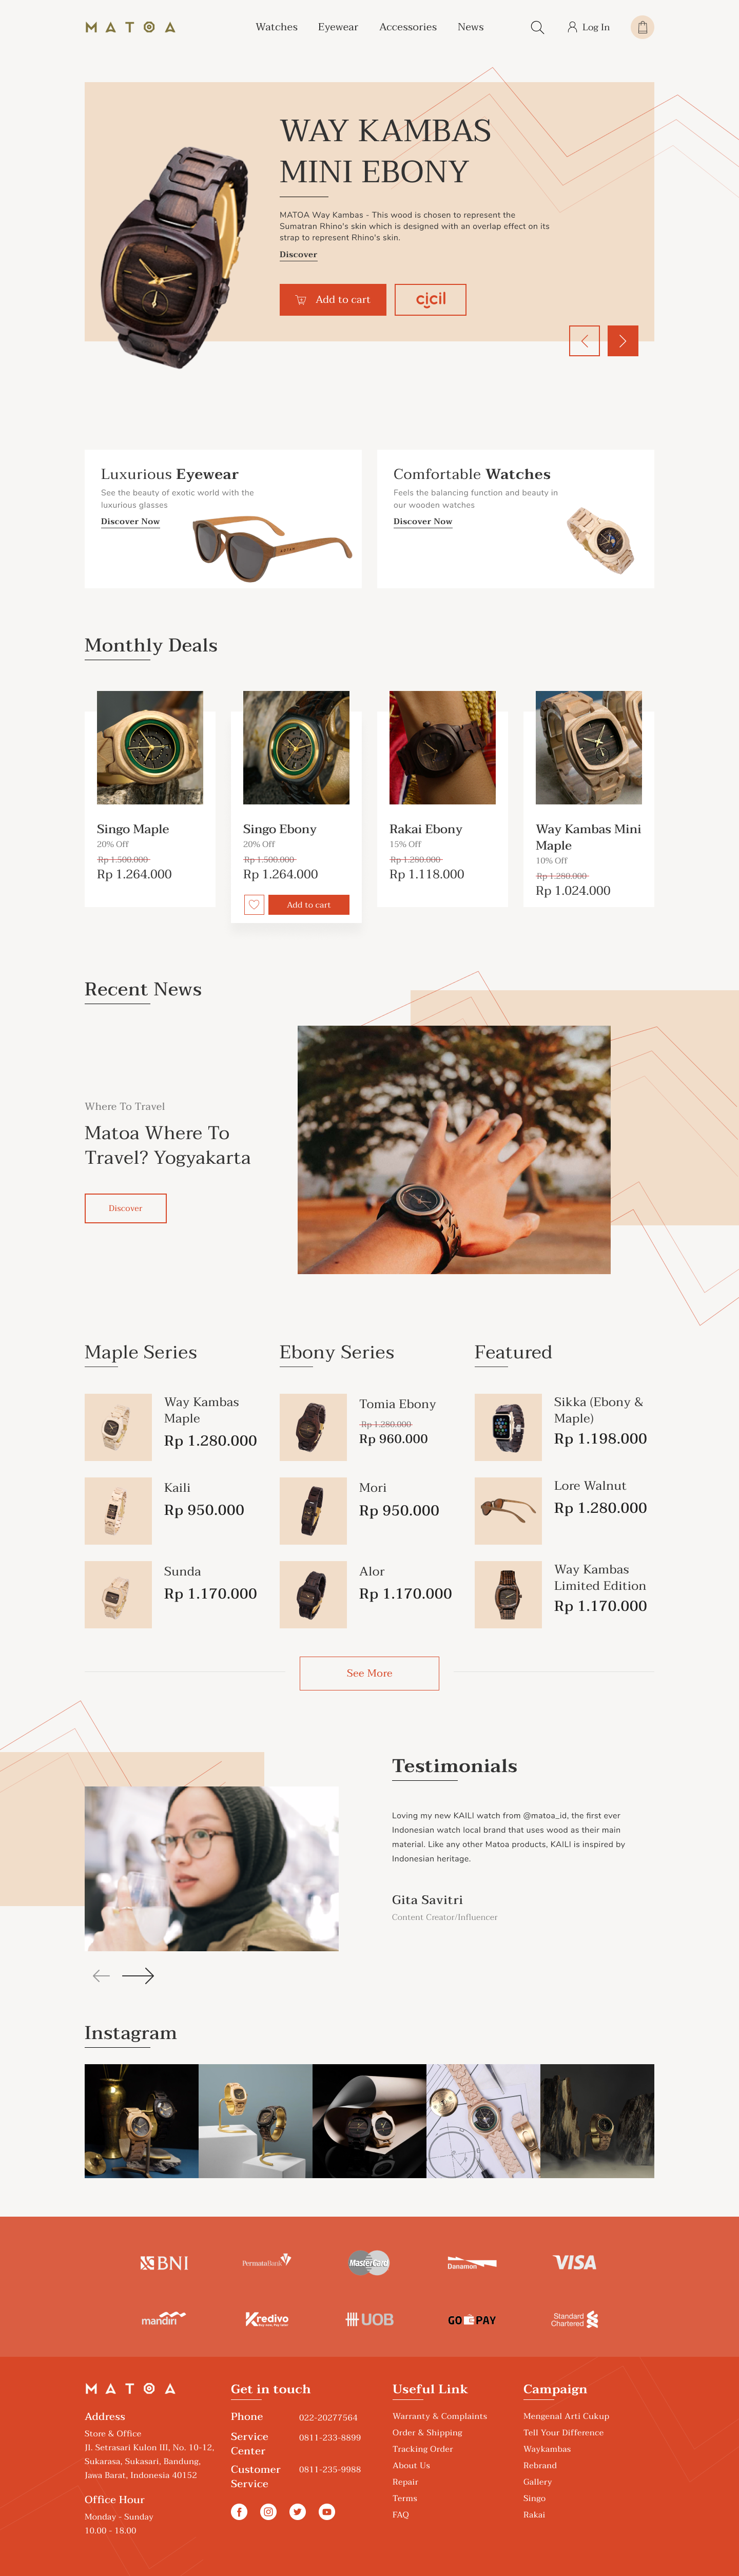 MATOA
Watches Eyewear Accessories News
Log In
WAY KAMBAS
MINI EBONY
MATOA Way Kambas - This wood is chosen to represent the
Sumatran Rhino's skin which is designed with an overlap effect on its
strap to represent Rhino's skin.
Discover
Add to cart
cicil
Luxurious Eyewear
See the beauty of exotic world with the
luxurious glasses
Discover Now
Comfortable Watches
Feels the balancing function and beauty in
our wooden watches
Discover Now
Monthly Deals
Singo Maple
20% Off
Rp 1.500.000
Rp 1.264.000
Singo Ebony
20% Off
Rp 1.500.000
Rp 1.264.000
Add to cart
Rakai Ebony
15% Off
Rp 1.280.000
Rp 1.118.000
Way Kambas Mini
Maple
10% Off
Rp 1.280.000
Rp 1.024.000
Recent News
Where To Travel
Matoa Where To
Travel? Yogyakarta
Discover
Maple Series
Way Kambas
Maple
Rp 1.280.000
Kaili
Rp 950.000
Sunda
Rp 1.170.000
Ebony Series
Tomia Ebony
Rp 1.280.000
Rp 960.000
Mori
Rp 950.000
Alor
Rp 1.170.000
Featured
Sikka (Ebony &
Maple)
Rp 1.198.000
Lore Walnut
Rp 1.280.000
Way Kambas
Limited Edition
Rp 1.170.000
See More
Testimonials
Loving my new KAILI watch from @matoa_id, the first ever
Indonesian watch local brand that uses wood as their main
material. Like any other Matoa products, KAILI is inspired by
Indonesian heritage.
Gita Savitri
Content Creator/Influencer
Instagram
BNI
PermataBank
MasterCard
Danamon
VISA
mandiri
Kredivo
Buy Now, Pay Later
UOB
GO PAY
Standard
Chartered
MATOA
Address
Store & Office
Jl. Setrasari Kulon III, No. 10-12,
Sukarasa, Sukasari, Bandung,
Jawa Barat, Indonesia 40152
Office Hour
Monday - Sunday
10.00 - 18.00
Get in touch
Phone 022-20277564
Service
Center
0811-233-8899
Customer
Service
0811-235-9988
Useful Link
Warranty & Complaints
Order & Shipping
Tracking Order
About Us
Repair
Terms
FAQ
Campaign
Mengenal Arti Cukup
Tell Your Difference
Waykambas
Rebrand
Gallery
Singo
Rakai